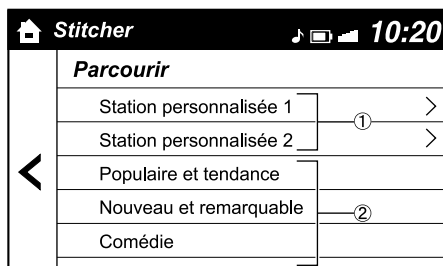 Stitcher 10:20
Parcourir
Station personnalisée 1
①
Station personnalisée 2
Populaire et tendance
Nouveau et remarquable
②
Comédie